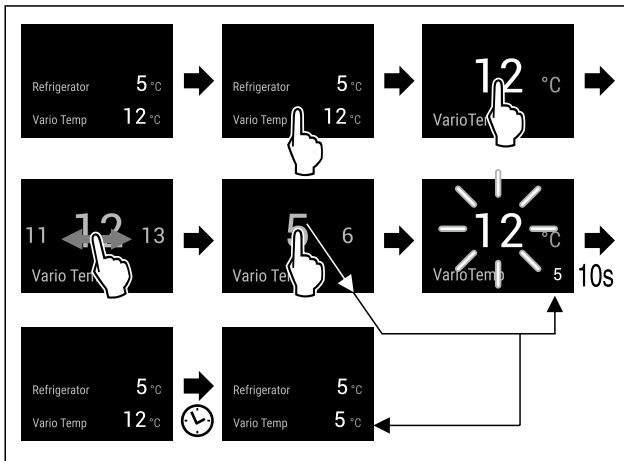 Refrigerator 5 °C
Vario Temp 12 °C
Refrigerator 5 °C
Vario Temp 12 °C
12 °C
VarioTemp
11 12 13
Vario Tem
5 6
Vario Temp
12 °C
VarioTemp 5
10s
Refrigerator 5 °C
Vario Temp 12 °C
Refrigerator 5 °C
Vario Temp 5 °C